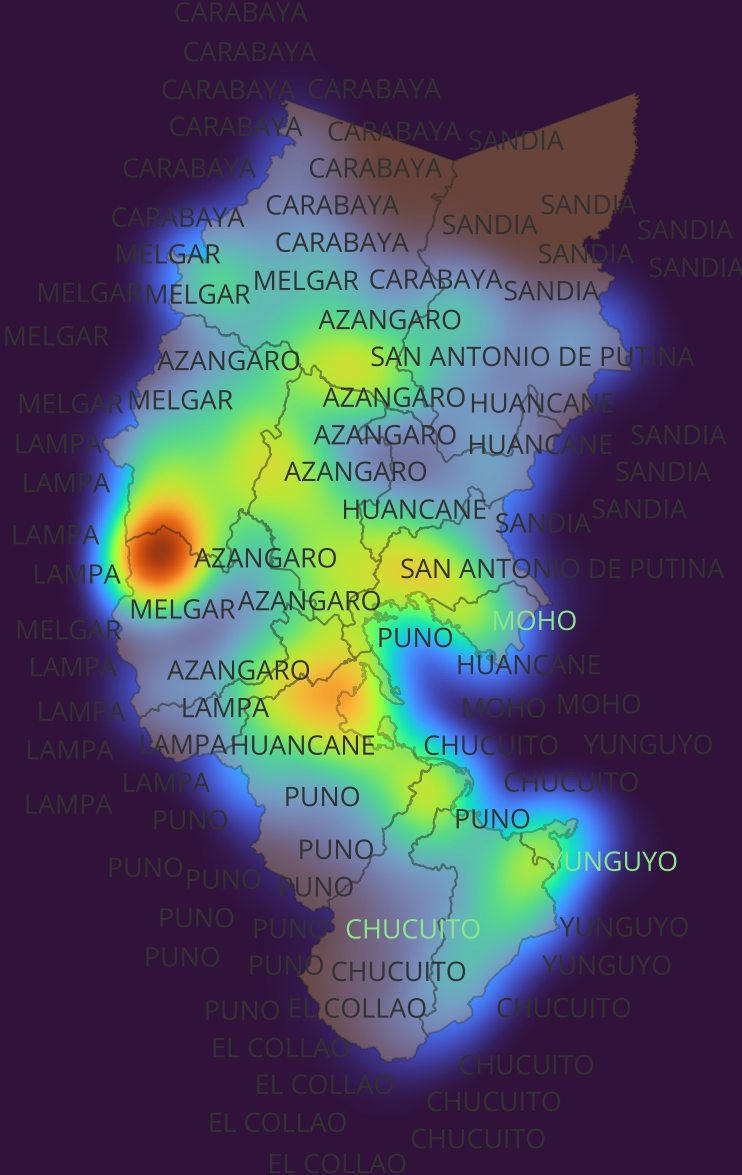 CARABAYA
CARABAYA
CARABAYA CARABAYA
CARABAYA CARABAYA SANDIA
CARABAYA CARABAYA
CARABAYA CARABAYA SANDIA
SANDIA SANDIA
MELGAR CARABAYA SANDIA
MELGAR CARABAYA SANDIA
MELGAR MELGAR SANDIA
MELGAR AZANGARO
AZANGARO SAN ANTONIO DE PUTINA
MELGAR MELGAR AZANGARO HUANCANE
LAMPA AZANGARO HUANCANE SANDIA
LAMPA AZANGARO SANDIA
HUANCANE SANDIA SANDIA
LAMPA AZANGARO
LAMPA SAN ANTONIO DE PUTINA
MELGAR AZANGARO
MELGAR PUNO MOHO
LAMPA AZANGARO HUANCANE
LAMPA LAMPA MOHO MOHO
LAMPA LAMPA HUANCANE CHUCUITO YUNGUYO
LAMPA PUNO CHUCUITO
LAMPA PUNO PUNO
PUNO PUNO YUNGUYO
PUNO PUNO
PUNO PUNO CHUCUITO YUNGUYO
PUNO PUNO CHUCUITO YUNGUYO
PUNO EL COLLAO CHUCUITO
EL COLLAO CHUCUITO
EL COLLAO CHUCUITO
EL COLLAO CHUCUITO
EL COLLAO